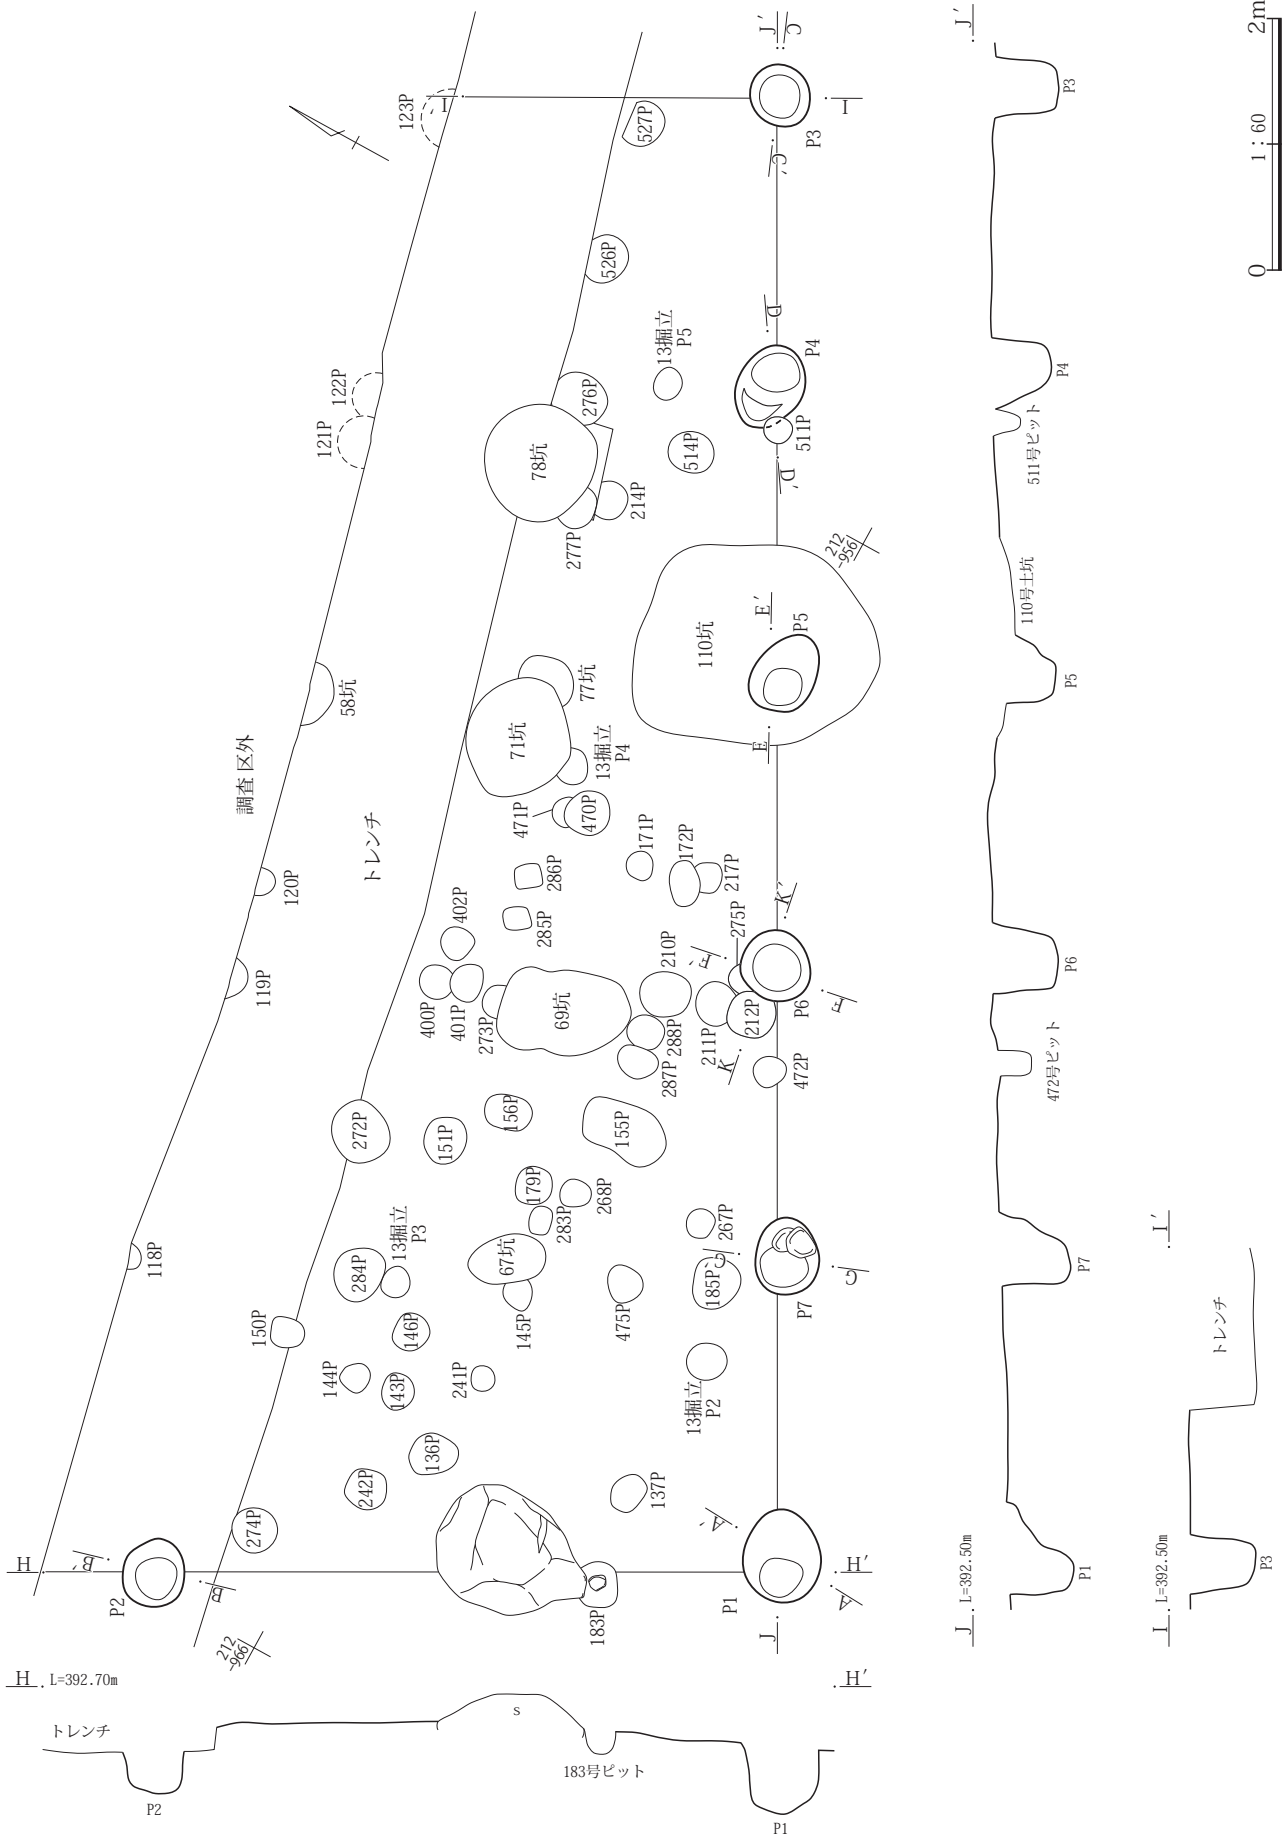 J′
C
123P
I′
527P
P3
I
C′
526P
13掘立
P5
D
P4
122P
121P
276P
78坑
514P
511P
D′
214P
277P
212
-956
E′
110坑
P5
58坑
77坑
71坑
13掘立
P4
E
調査区外
トレンチ
471P
470P
171P
172P
217P
120P
286P
402P
285P
275P
K′
210P
F′
119P
400P
401P
273P
69坑
288P
211P
212P
P6
F
287P
K
472P
272P
151P
156P
155P
179P
268P
283P
267P
G′
118P
13掘立
P3
284P
67坑
185P
G
P7
150P
146P
145P
475P
144P
143P
241P
13掘立
P2
136P
242P
137P
274P
A′
H
B′
P2
B
183P
P1
H′
A
J
212
-966
H
L=392.70m
H′
トレンチ
s
183号ピット
P2
P1
J′
P3
P4
511号ピット
110号土坑
P5
P6
472号ピット
P7
P1
J
L=392.50m
I′
トレンチ
I
L=392.50m
P3
0
1:60
2m